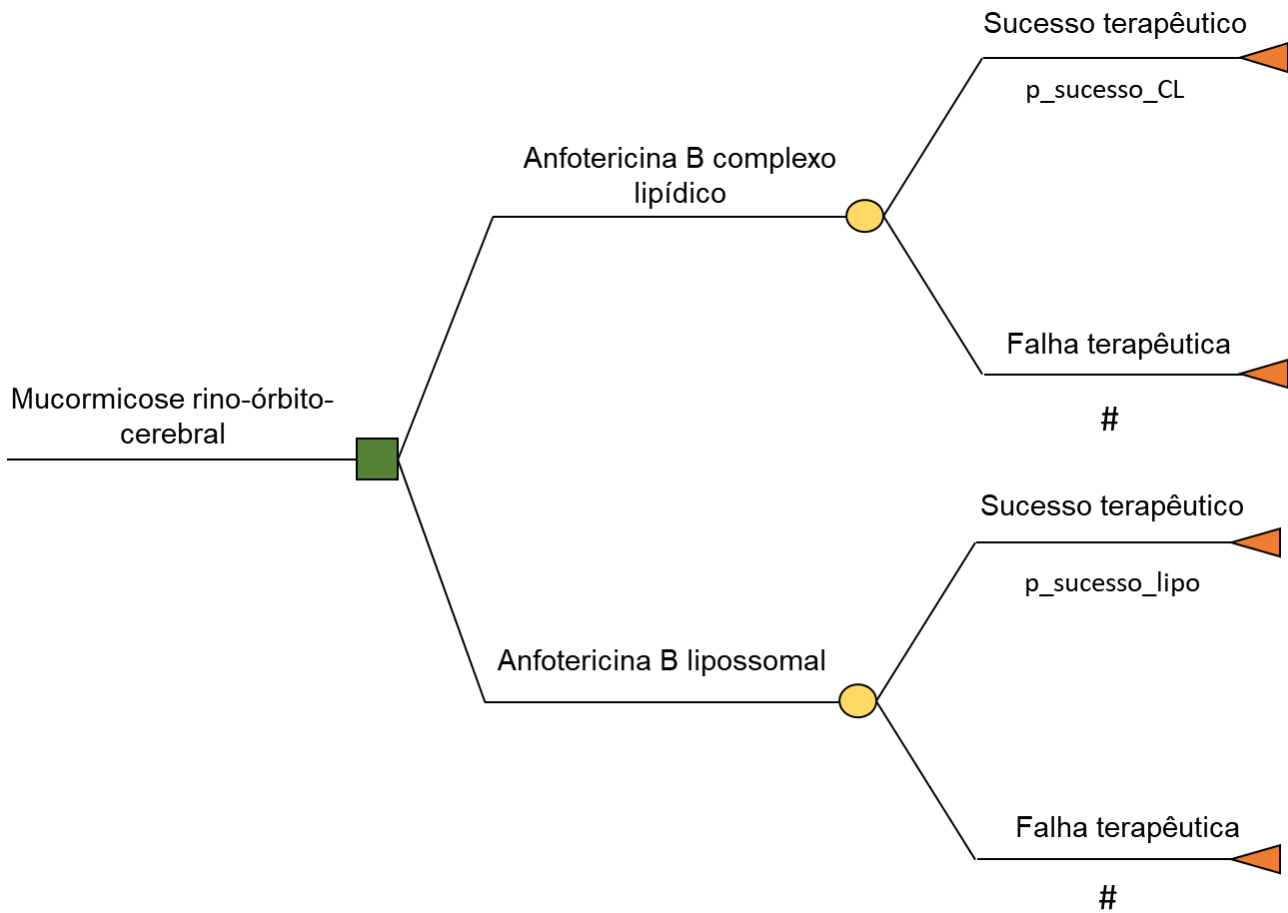 Sucesso terapêutico
p_sucesso_CL
Anfotericina B complexo
lipídico
Falha terapêutica
#
Mucormicose rino-órbito-
cerebral
Sucesso terapêutico
p_sucesso_lipo
Anfotericina B lipossomal
Falha terapêutica
#